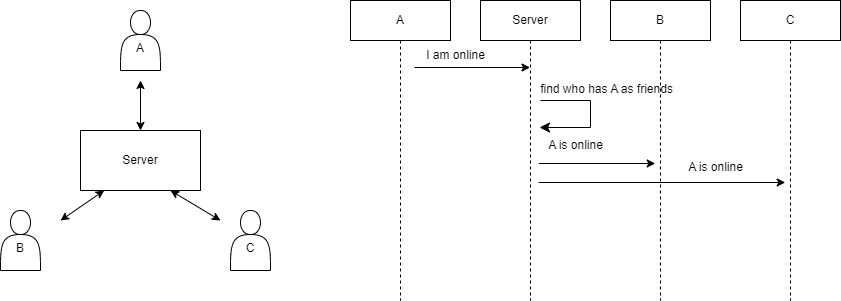 A
Server
B
C
A
Server
B
C
I am online
find who has A as friends
A is online
A is online